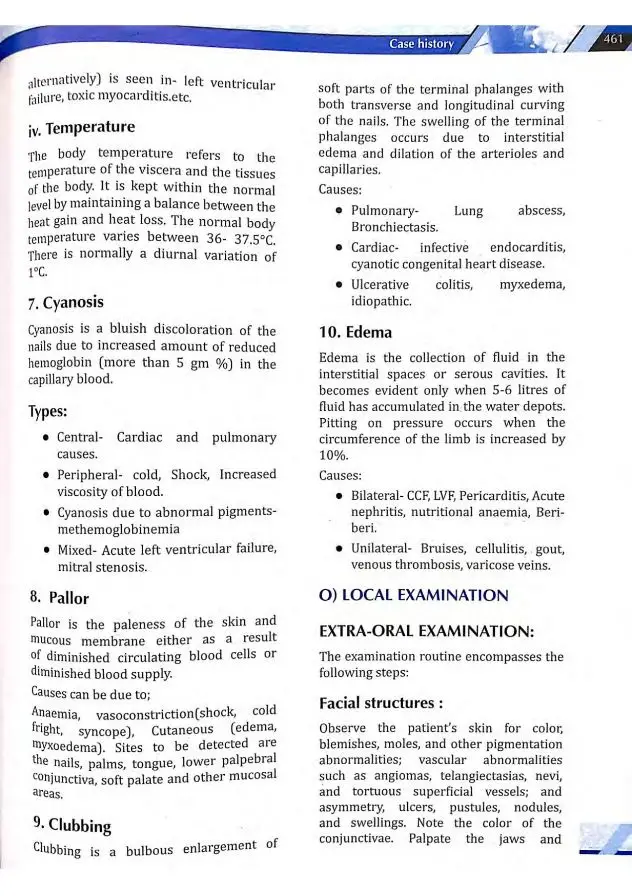 Case history
461
alternatively) is seen in- left ventricular
failure, toxic myocarditis.etc.
iv. Temperature
The body temperature refers to the
temperature of the viscera and the tissues
of the body. It is kept within the normal
level by maintaining a balance between the
heat gain and heat loss. The normal body
temperature varies between 36- 37.5°C.
There is normally a diurnal variation of
1°C.
7. Cyanosis
Cyanosis is a bluish discoloration of the
nails due to increased amount of reduced
hemoglobin (more than 5 gm %) in the
capillary blood.
Types:
• Central- Cardiac and pulmonary
causes.
• Peripheral- cold, Shock, Increased
viscosity of blood.
• Cyanosis due to abnormal pigments-
methemoglobinemia
• Mixed- Acute left ventricular failure,
mitral stenosis.
8. Pallor
Pallor is the paleness of the skin and
mucous membrane either as a result
of diminished circulating blood cells or
diminished blood supply.
Causes can be due to;
Anaemia, vasoconstriction(shock, cold
fright, syncope), Cutaneous (edema,
myxoedema). Sites to be detected are
the nails, palms, tongue, lower palpebral
conjunctiva, soft palate and other mucosal
areas.
9. Clubbing
Clubbing is a bulbous enlargement of
soft parts of the terminal phalanges with
both transverse and longitudinal curving
of the nails. The swelling of the terminal
phalanges occurs due to interstitial
edema and dilation of the arterioles and
capillaries.
Causes:
• Pulmonary- Lung abscess,
Bronchiectasis.
• Cardiac- infective endocarditis,
cyanotic congenital heart disease.
• Ulcerative colitis, myxedema,
idiopathic.
10. Edema
Edema is the collection of fluid in the
interstitial spaces or serous cavities. It
becomes evident only when 5-6 litres of
fluid has accumulated in the water depots.
Pitting on pressure occurs when the
circumference of the limb is increased by
10%.
Causes:
• Bilateral- CCF, LVF, Pericarditis, Acute
nephritis, nutritional anaemia, Beri-
beri.
• Unilateral- Bruises, cellulitis, gout,
venous thrombosis, varicose veins.
O) LOCAL EXAMINATION
EXTRA-ORAL EXAMINATION:
The examination routine encompasses the
following steps:
Facial structures :
Observe the patient's skin for color,
blemishes, moles, and other pigmentation
abnormalities; vascular abnormalities
such as angiomas, telangiectasias, nevi,
and tortuous superficial vessels; and
asymmetry, ulcers, pustules, nodules,
and swellings. Note the color of the
conjunctivae. Palpate the jaws and